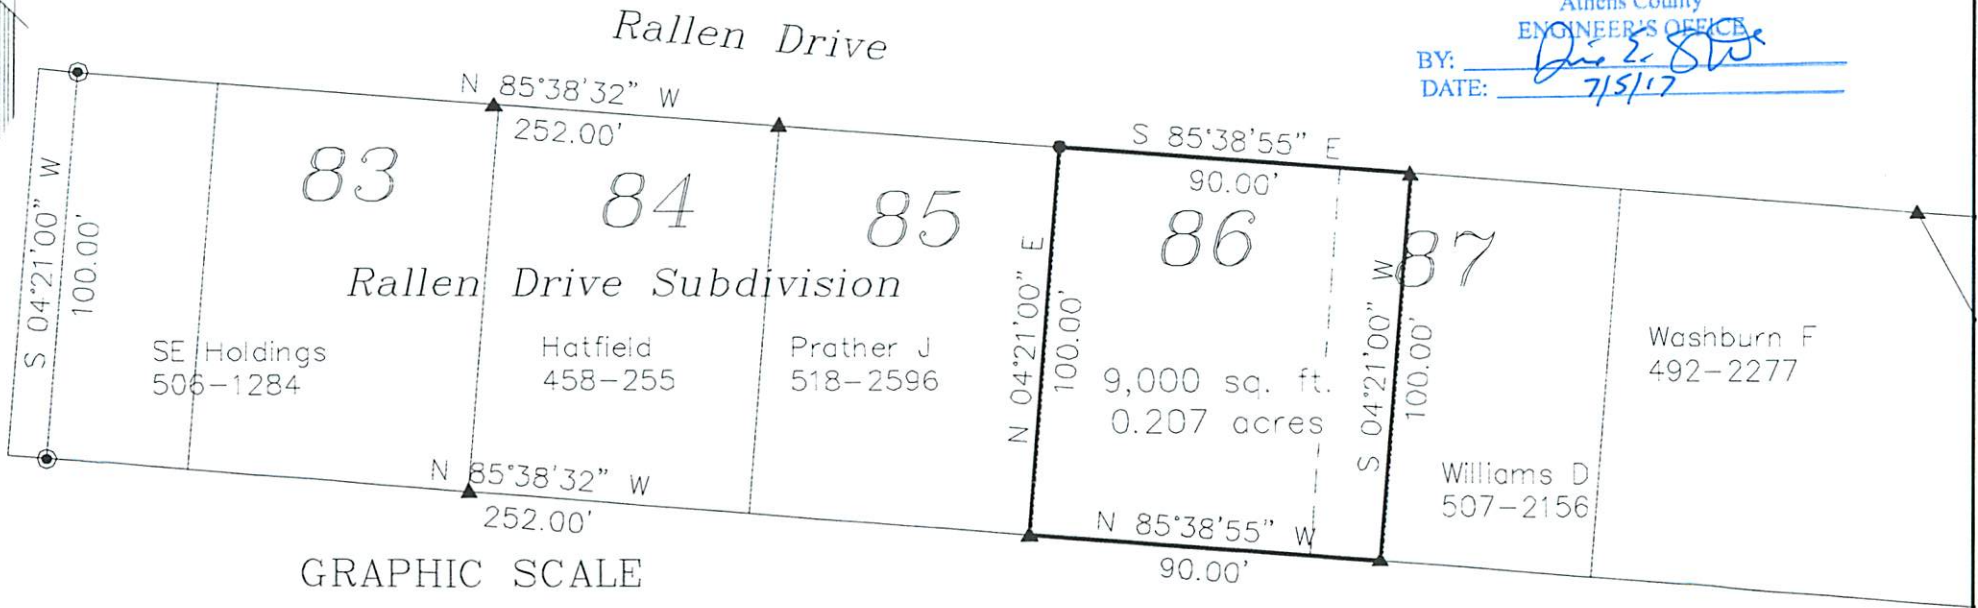 Athens County
ENGINEER'S OFFICE
BY:
DATE: 7/5/17
Rallen Drive
N 85°38'32" W
252.00'
S 85°38'55" E
90.00'
83
84
85
86
87
S 04°21'00" W
100.00'
Rallen Drive Subdivision
N 04°21'00" E
100.00'
S 04°21'00" W
100.00'
SE Holdings
506-1284
Hatfield
458-255
Prather J
518-2596
9,000 sq. ft.
0.207 acres
Washburn F
492-2277
Williams D
507-2156
N 85°38'32" W
252.00'
N 85°38'55" W
90.00'
GRAPHIC SCALE